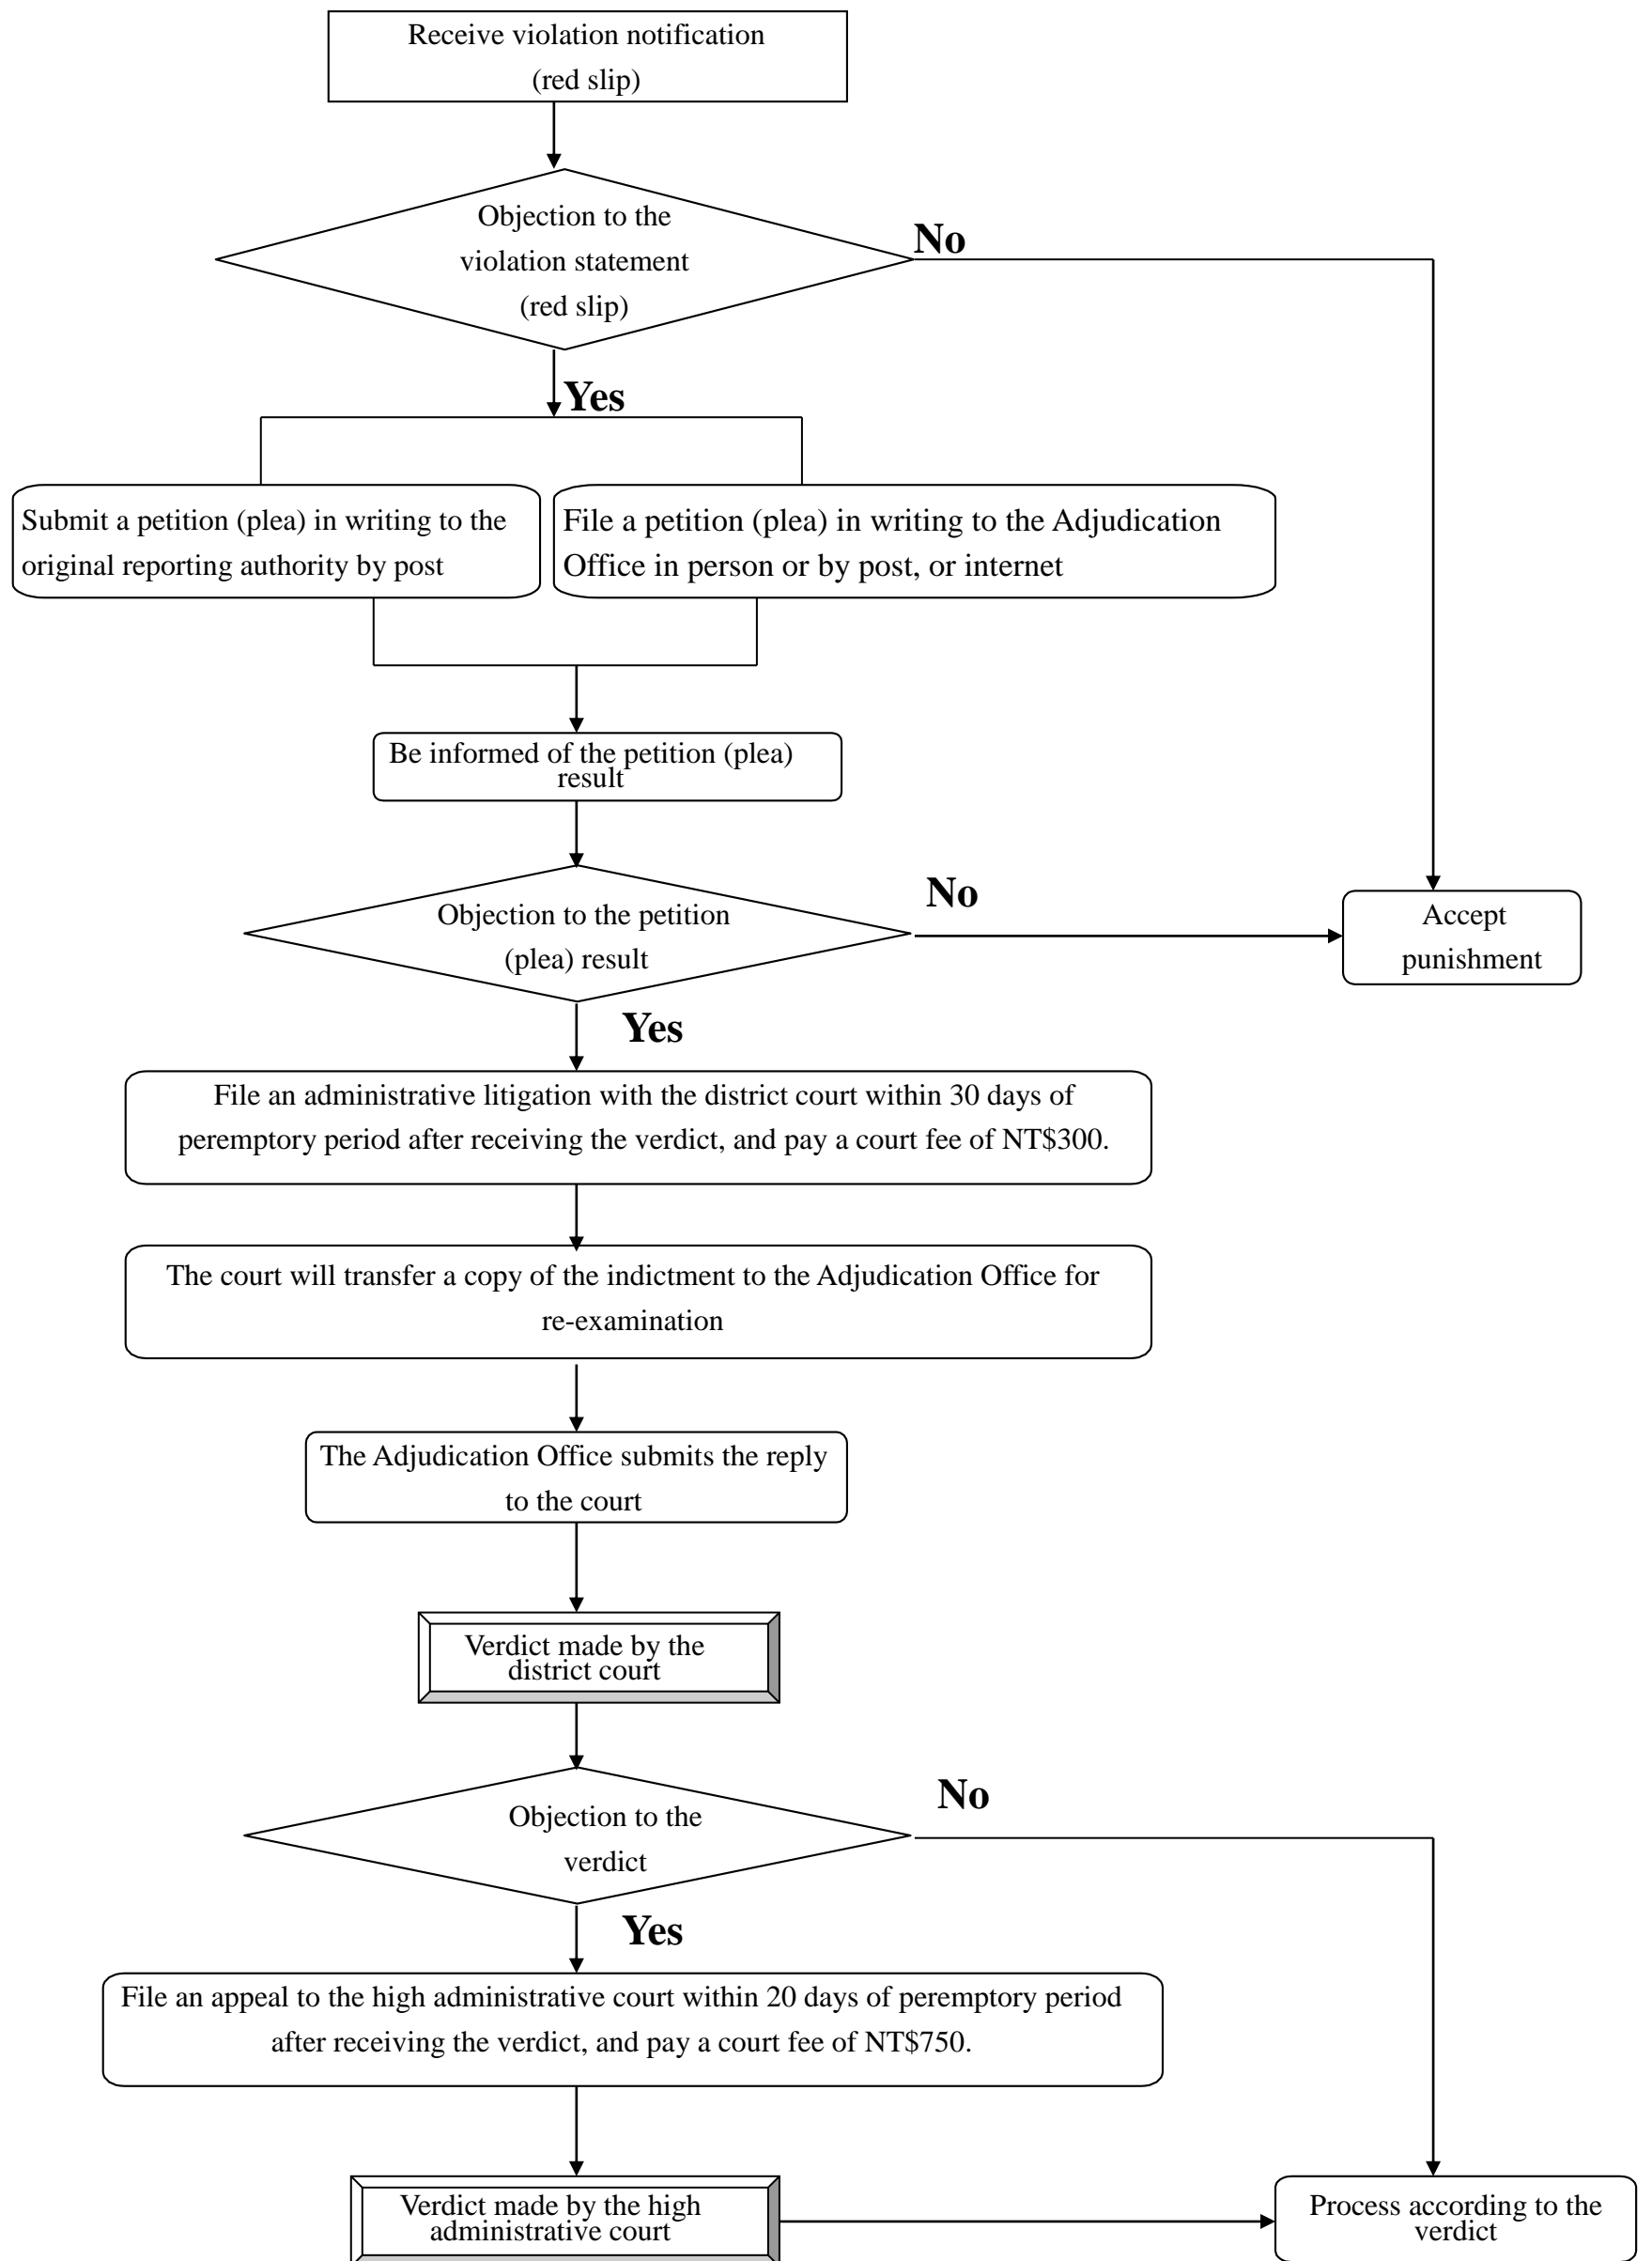 Receive violation notification
(red slip)
Objection to the
violation statement
(red slip)
No
Yes
Submit a petition (plea) in writing to the
original reporting authority by post
File a petition (plea) in writing to the Adjudication
Office in person or by post, or internet
Be informed of the petition (plea)
result
Objection to the petition
(plea) result
No
Accept
punishment
Yes
File an administrative litigation with the district court within 30 days of
peremptory period after receiving the verdict, and pay a court fee of NT$300.
The court will transfer a copy of the indictment to the Adjudication Office for
re-examination
The Adjudication Office submits the reply
to the court
Verdict made by the
district court
Objection to the
verdict
No
Yes
File an appeal to the high administrative court within 20 days of peremptory period
after receiving the verdict, and pay a court fee of NT$750.
Verdict made by the high
administrative court
Process according to the
verdict